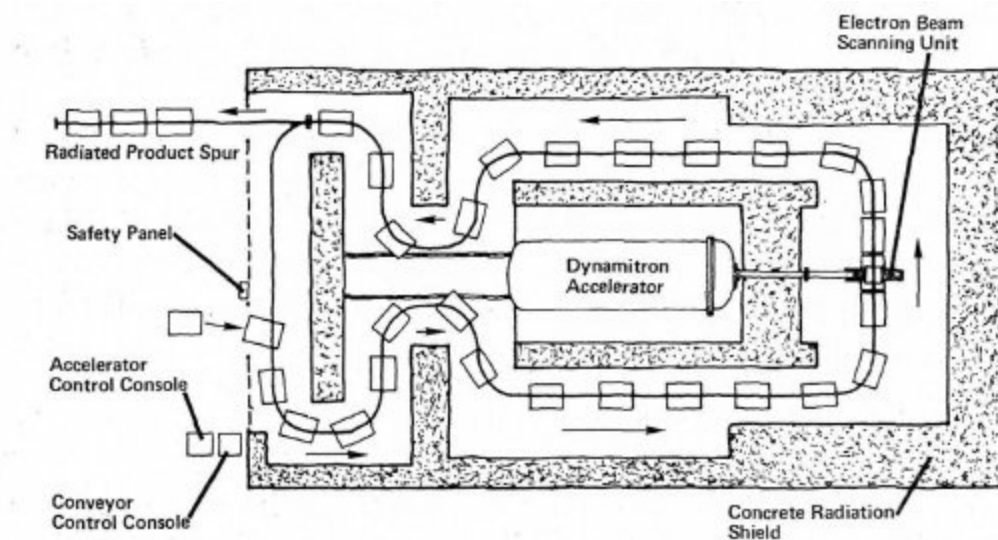 Electron Beam
Scanning Unit
Radiated Product Spur
Safety Panel
Dynamitron
Accelerator
Accelerator
Control Console
Conveyor
Control Console
Concrete Radiation
Shield